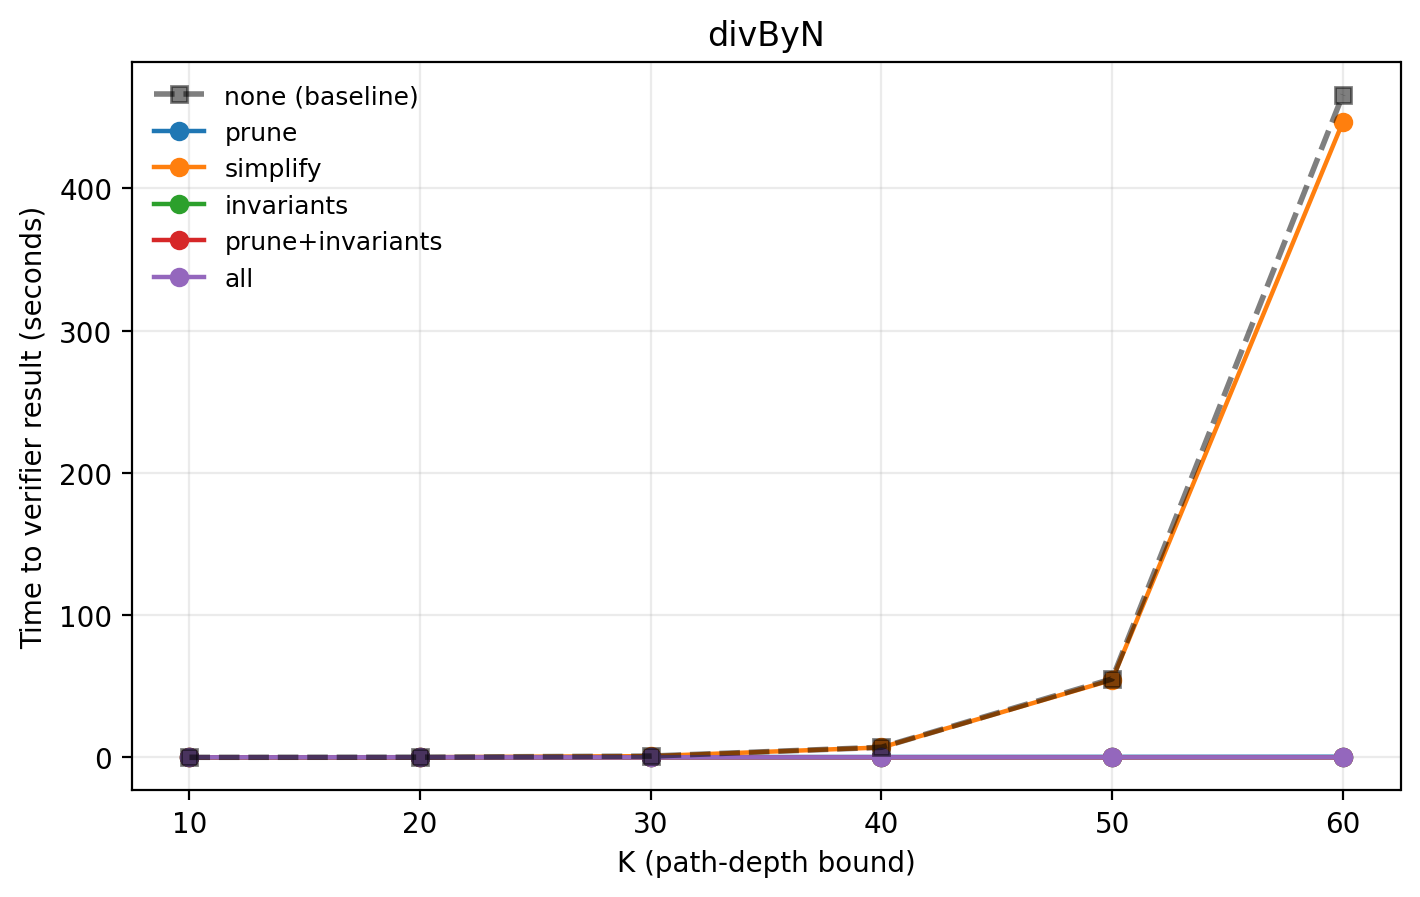 divByN
none (baseline)
prune
simplify
invariants
prune+invariants
all
Time to verifier result (seconds)
400
300
200
100
0
10 20 30 40 50 60
K (path-depth bound)